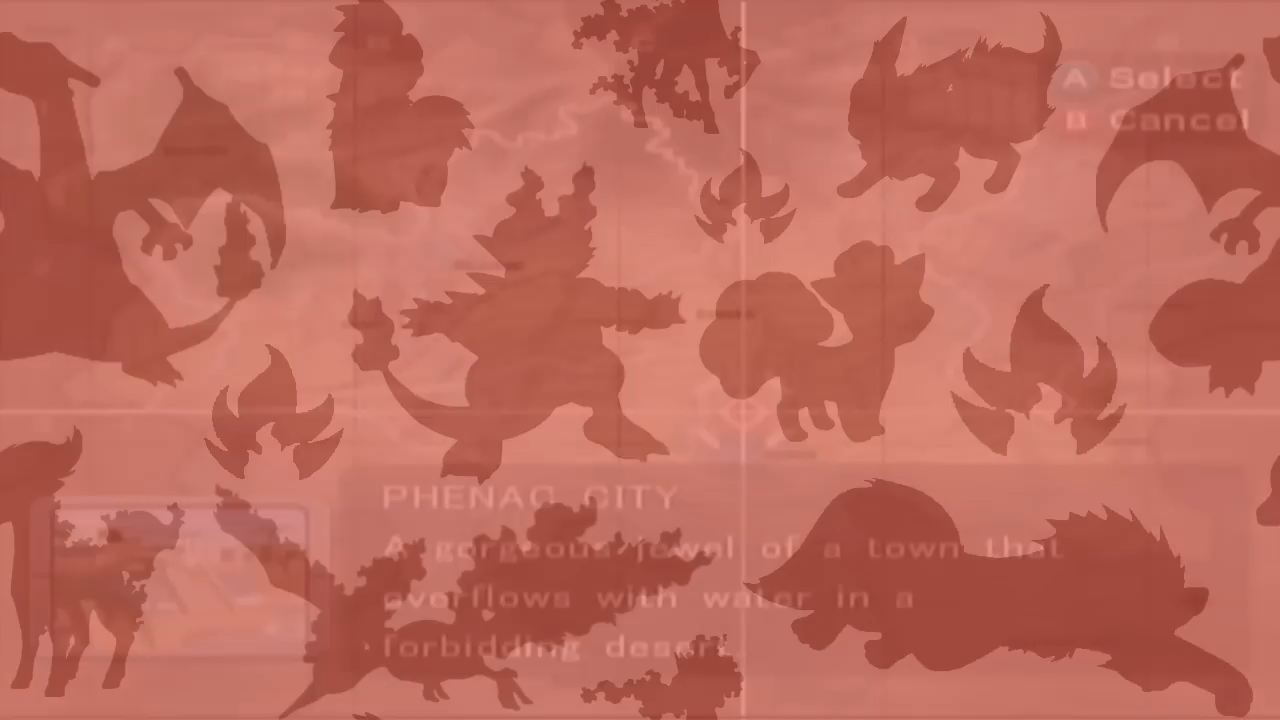 A Select
B Cancel
PHENAC CITY
A gorgeous jewel of a town that
overflows with water in a
forbidding desert.